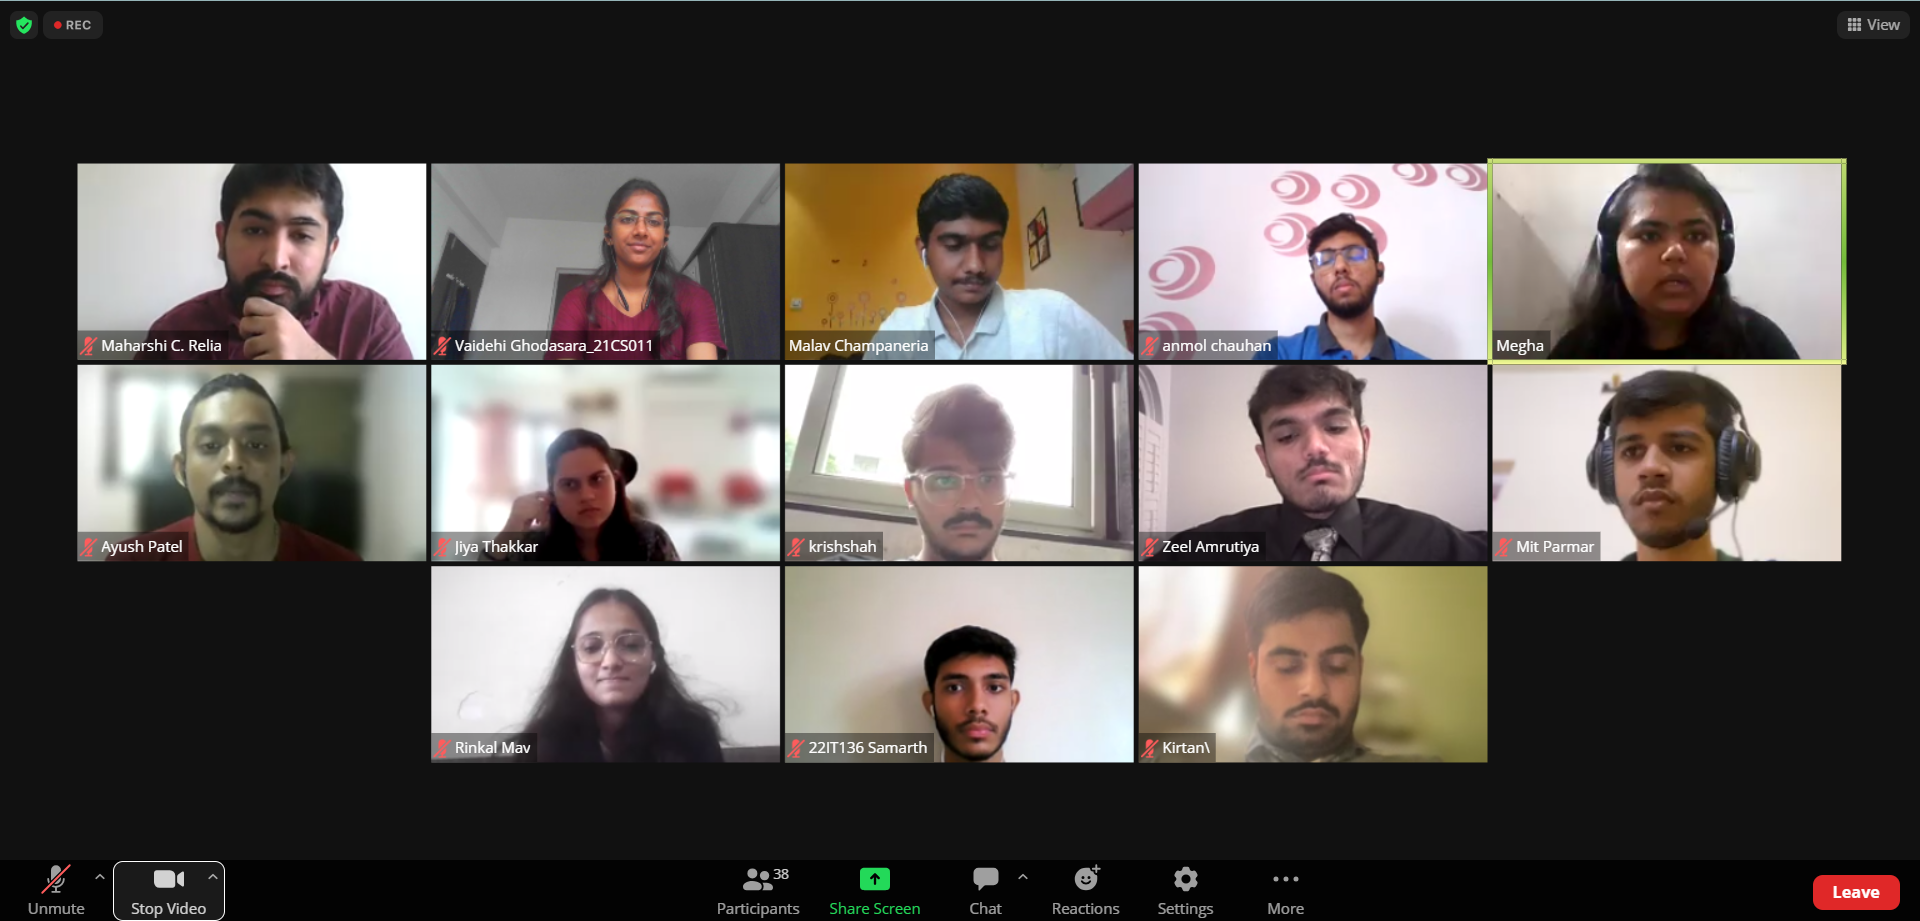 REC
View
Maharshi C. Relia
Vaidehi Ghodasara_21CS011
Malav Champaneria
anmol chauhan
Megha
Ayush Patel
Jiya Thakkar
krishshah
Zeel Amrutiya
Mit Parmar
Rinkal Mav
22IT136 Samarth
Kirtan\
Unmute
Stop Video
38
Participants
Share Screen
Chat
Reactions
Settings
More
Leave